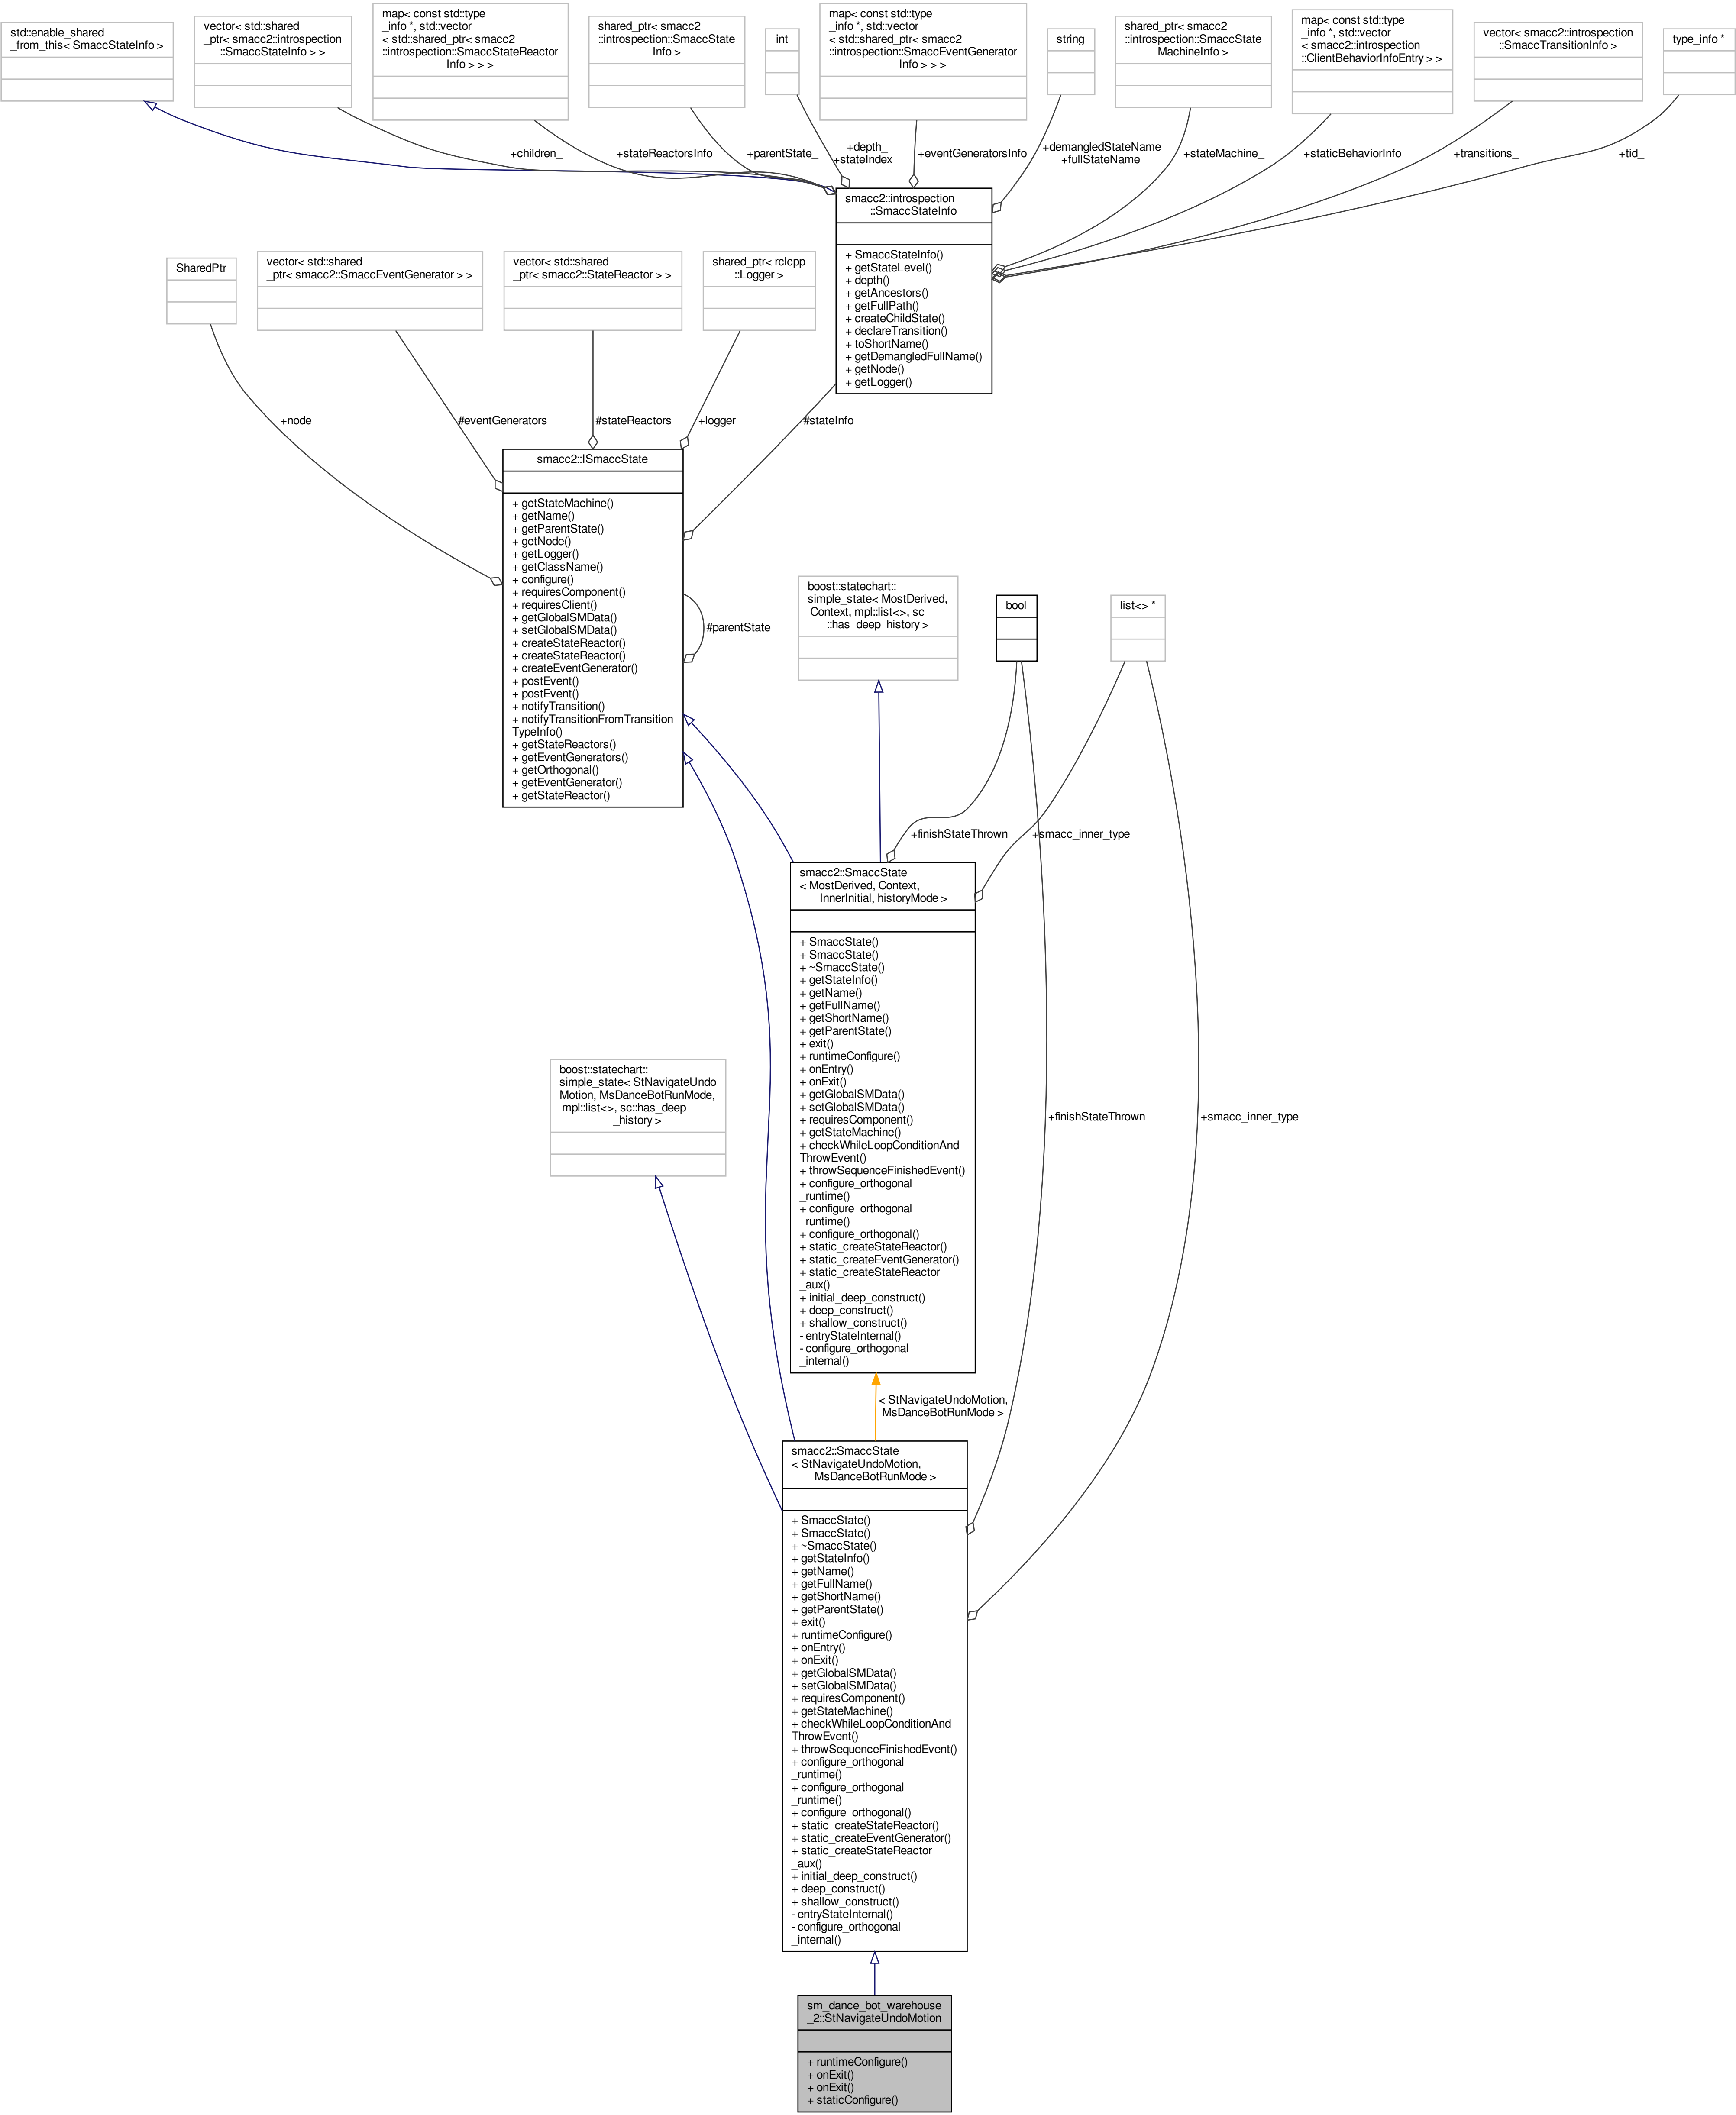 std::enable_shared
_from_this< SmaccStateInfo >
vector< std::shared
_ptr< smacc2::introspection
::SmaccStateInfo > >
map< const std::type
_info *, std::vector
< std::shared_ptr< smacc2
::introspection::SmaccStateReactor
Info > > >
shared_ptr< smacc2
::introspection::SmaccState
Info >
int
map< const std::type
_info *, std::vector
< std::shared_ptr< smacc2
::introspection::SmaccEventGenerator
Info > > >
string
shared_ptr< smacc2
::introspection::SmaccState
MachineInfo >
map< const std::type
_info *, std::vector
< smacc2::introspection
::ClientBehaviorInfoEntry > >
vector< smacc2::introspection
::SmaccTransitionInfo >
type_info *
+children_
+stateReactorsInfo
+parentState_
+depth_
+stateIndex_
+eventGeneratorsInfo
+demangledStateName
+fullStateName
+stateMachine_
+staticBehaviorInfo
+transitions_
+tid_
smacc2::introspection
::SmaccStateInfo
+ SmaccStateInfo()
+ getStateLevel()
+ depth()
+ getAncestors()
+ getFullPath()
+ createChildState()
+ declareTransition()
+ toShortName()
+ getDemangledFullName()
+ getNode()
+ getLogger()
SharedPtr
vector< std::shared
_ptr< smacc2::SmaccEventGenerator > >
vector< std::shared
_ptr< smacc2::StateReactor > >
shared_ptr< rclcpp
::Logger >
+node_
#eventGenerators_
#stateReactors_
+logger_
#stateInfo_
smacc2::ISmaccState
+ getStateMachine()
+ getName()
+ getParentState()
+ getNode()
+ getLogger()
+ getClassName()
+ configure()
+ requiresComponent()
+ requiresClient()
+ getGlobalSMData()
+ setGlobalSMData()
+ createStateReactor()
+ createStateReactor()
+ createEventGenerator()
+ postEvent()
+ postEvent()
+ notifyTransition()
+ notifyTransitionFromTransition
TypeInfo()
+ getStateReactors()
+ getEventGenerators()
+ getOrthogonal()
+ getEventGenerator()
+ getStateReactor()
#parentState_
boost::statechart::
simple_state< MostDerived,
Context, mpl::list<>, sc
::has_deep_history >
bool
list<> *
+finishStateThrown
+smacc_inner_type
smacc2::SmaccState
< MostDerived, Context,
InnerInitial, historyMode >
+ SmaccState()
+ SmaccState()
+ ~SmaccState()
+ getStateInfo()
+ getName()
+ getFullName()
+ getShortName()
+ getParentState()
+ exit()
+ runtimeConfigure()
+ onEntry()
+ onExit()
+ getGlobalSMData()
+ setGlobalSMData()
+ requiresComponent()
+ getStateMachine()
+ checkWhileLoopConditionAnd
ThrowEvent()
+ throwSequenceFinishedEvent()
+ configure_orthogonal
_runtime()
+ configure_orthogonal
_runtime()
+ configure_orthogonal()
+ static_createStateReactor()
+ static_createEventGenerator()
+ static_createStateReactor
_aux()
+ initial_deep_construct()
+ deep_construct()
+ shallow_construct()
- entryStateInternal()
- configure_orthogonal
_internal()
boost::statechart::
simple_state< StNavigateUndo
Motion, MsDanceBotRunMode,
mpl::list<>, sc::has_deep
_history >
+finishStateThrown
+smacc_inner_type
< StNavigateUndoMotion,
MsDanceBotRunMode >
smacc2::SmaccState
< StNavigateUndoMotion,
MsDanceBotRunMode >
+ SmaccState()
+ SmaccState()
+ ~SmaccState()
+ getStateInfo()
+ getName()
+ getFullName()
+ getShortName()
+ getParentState()
+ exit()
+ runtimeConfigure()
+ onEntry()
+ onExit()
+ getGlobalSMData()
+ setGlobalSMData()
+ requiresComponent()
+ getStateMachine()
+ checkWhileLoopConditionAnd
ThrowEvent()
+ throwSequenceFinishedEvent()
+ configure_orthogonal
_runtime()
+ configure_orthogonal
_runtime()
+ configure_orthogonal()
+ static_createStateReactor()
+ static_createEventGenerator()
+ static_createStateReactor
_aux()
+ initial_deep_construct()
+ deep_construct()
+ shallow_construct()
- entryStateInternal()
- configure_orthogonal
_internal()
sm_dance_bot_warehouse
_2::StNavigateUndoMotion
+ runtimeConfigure()
+ onExit()
+ onExit()
+ staticConfigure()